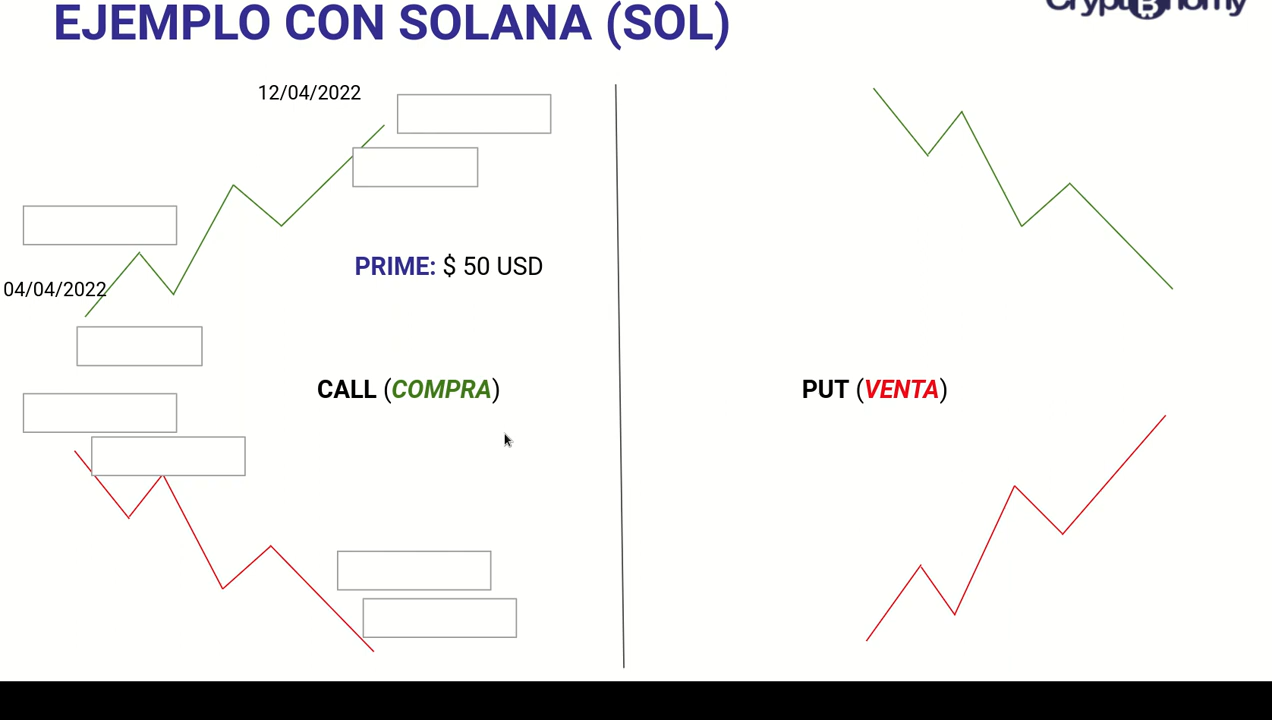 EJEMPLO CON SOLANA (SOL)
12/04/2022
PRIME: $ 50 USD
04/04/2022
CALL (COMPRA)
PUT (VENTA)